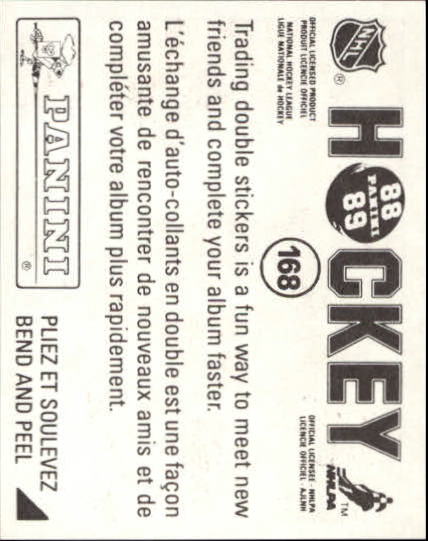 NHL
®
OFFICIAL LICENSED PRODUCT
PRODUIT LICENCIÉ OFFICIEL
NATIONAL HOCKEY LEAGUE
LIGUE NATIONALE de HOCKEY
HOCKEY
88
PANINI
89
168
TM
NHLPA
OFFICIAL LICENSEE - NHLPA
LICENCIÉ OFFICIEL - AJLNH
Trading double stickers is a fun way to meet new
friends and complete your album faster.
L'échange d'auto-collants en double est une façon
amusante de rencontrer de nouveaux amis et de
compléter votre album plus rapidement.
PANINI
®
PLIEZ ET SOULEVEZ
BEND AND PEEL